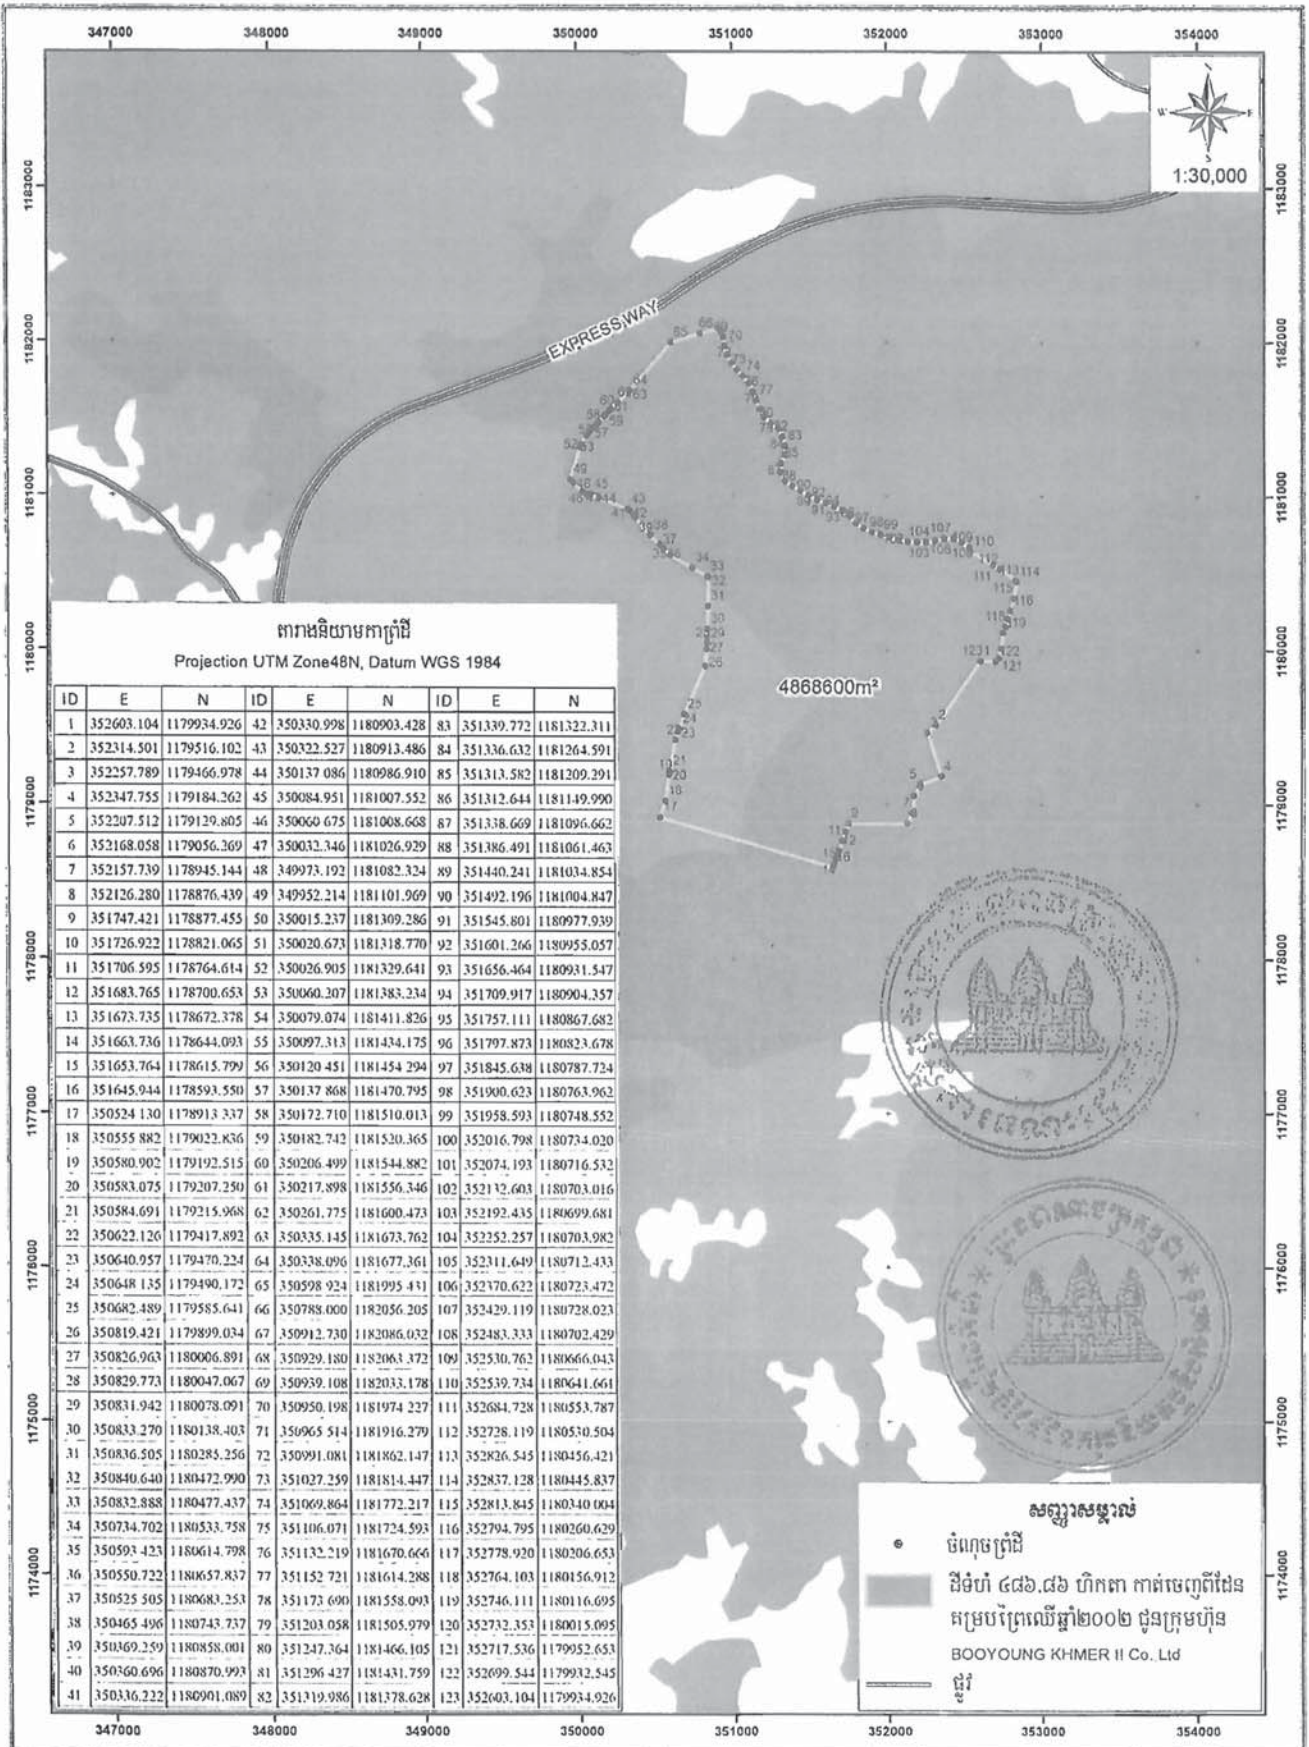 347000 348000 349000 350000 351000 352000 353000 354000
1:30,000
1183000 1183000
EXPRESS WAY
1182000 1182000
1181000 1181000
1180000 1180000
4868600m²
តារាងនិយាមការព្រំដី
Projection UTM Zone48N, Datum WGS 1984
ID E N ID E N ID E N
1 352603.104 1179934.926 42 350330.998 1180903.428 83 351339.772 1181322.311
2 352314.501 1179516.102 43 350322.527 1180913.486 84 351336.632 1181264.591
3 352257.789 1179466.978 44 350137.086 1180986.910 85 351313.582 1181209.291
4 352347.755 1179184.262 45 350084.951 1181007.552 86 351312.644 1181149.990
5 352207.512 1179129.805 46 350060.675 1181008.668 87 351338.669 1181096.662
6 352168.058 1179056.269 47 350032.346 1181026.929 88 351386.491 1181061.463
7 352157.739 1178945.144 48 349973.192 1181082.324 89 351440.241 1181034.854
8 352126.280 1178876.439 49 349952.214 1181101.969 90 351492.196 1181004.847
9 351747.421 1178877.455 50 350015.237 1181309.286 91 351545.801 1180977.939
10 351726.922 1178821.065 51 350020.673 1181318.770 92 351601.266 1180955.057
11 351706.595 1178764.614 52 350026.905 1181329.641 93 351656.464 1180931.547
12 351683.765 1178700.653 53 350060.207 1181383.234 94 351709.917 1180904.357
13 351673.735 1178672.378 54 350079.074 1181411.826 95 351757.111 1180867.682
14 351663.736 1178644.093 55 350097.313 1181434.175 96 351797.873 1180823.678
15 351653.764 1178615.799 56 350120.451 1181454.294 97 351845.638 1180787.724
16 351645.944 1178593.550 57 350137.868 1181470.795 98 351900.623 1180763.962
17 350524.130 1178913.337 58 350172.710 1181510.013 99 351958.593 1180748.552
18 350555.882 1179022.836 59 350182.742 1181520.365 100 352016.798 1180734.020
19 350580.902 1179192.515 60 350206.499 1181544.882 101 352074.193 1180716.532
20 350583.075 1179207.250 61 350217.898 1181556.346 102 352132.603 1180703.016
21 350584.691 1179215.968 62 350261.775 1181600.473 103 352192.435 1180699.681
22 350622.126 1179417.892 63 350335.145 1181673.762 104 352252.257 1180703.982
23 350640.957 1179470.224 64 350338.096 1181677.361 105 352311.649 1180712.433
24 350648.135 1179490.172 65 350598.924 1181995.431 106 352370.622 1180723.472
25 350682.489 1179585.641 66 350788.000 1182056.205 107 352429.119 1180728.023
26 350819.421 1179899.034 67 350912.730 1182086.032 108 352483.333 1180702.429
27 350826.963 1180006.891 68 350929.180 1182063.372 109 352530.762 1180666.043
28 350829.773 1180047.067 69 350939.108 1182033.178 110 352539.734 1180641.661
29 350831.942 1180078.091 70 350950.198 1181974.227 111 352684.728 1180553.787
30 350833.270 1180138.403 71 350965.514 1181916.279 112 352728.119 1180530.504
31 350836.505 1180285.256 72 350991.081 1181862.147 113 352826.545 1180456.421
32 350840.640 1180472.990 73 351027.259 1181814.447 114 352837.128 1180445.837
33 350832.888 1180477.437 74 351069.864 1181772.217 115 352813.845 1180340.004
34 350734.702 1180533.758 75 351106.071 1181724.593 116 352794.795 1180260.629
35 350593.423 1180614.798 76 351132.219 1181670.666 117 352778.920 1180206.653
36 350550.722 1180657.837 77 351152.721 1181614.288 118 352764.103 1180156.912
37 350525.505 1180683.253 78 351173.690 1181558.093 119 352746.111 1180116.695
38 350465.496 1180743.737 79 351203.058 1181505.979 120 352732.353 1180015.095
39 350369.259 1180858.001 80 351247.364 1181466.105 121 352717.536 1179952.653
40 350360.696 1180870.993 81 351296.427 1181431.759 122 352699.544 1179932.545
41 350336.222 1180901.089 82 351319.986 1181378.628 123 352603.104 1179934.926
1179000 1179000
1178000 1178000
1177000 1177000
1176000 1176000
1175000 1175000
1174000 1174000
សញ្ញាសម្គាល់
ចំណុចព្រំដី
ដីទំហំ ៤៨៦.៨៦ ហិកតា កាត់ចេញពីដែន
គម្របព្រៃឈើឆ្នាំ២០០២ ជូនក្រុមហ៊ុន
BOOYOUNG KHMER II Co., Ltd
ផ្លូវ
347000 348000 349000 350000 351000 352000 353000 354000